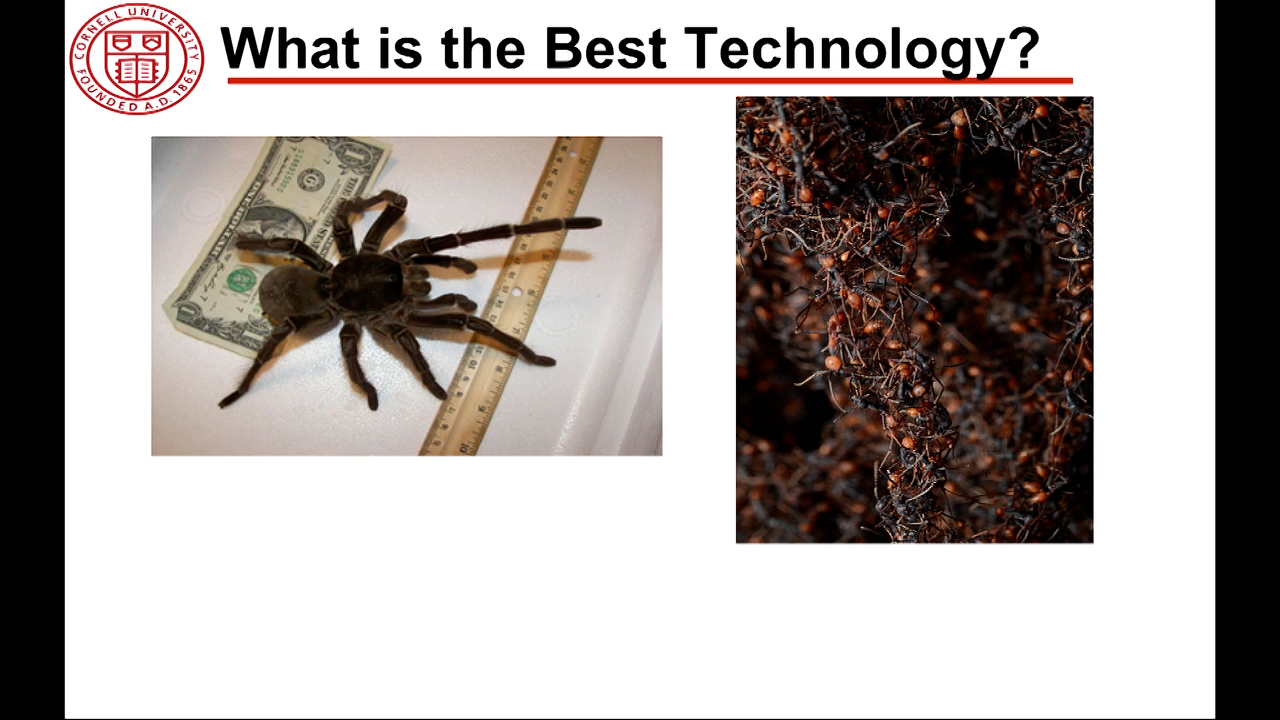 CORNELL UNIVERSITY
FOUNDED A.D. 1865
What is the Best Technology?